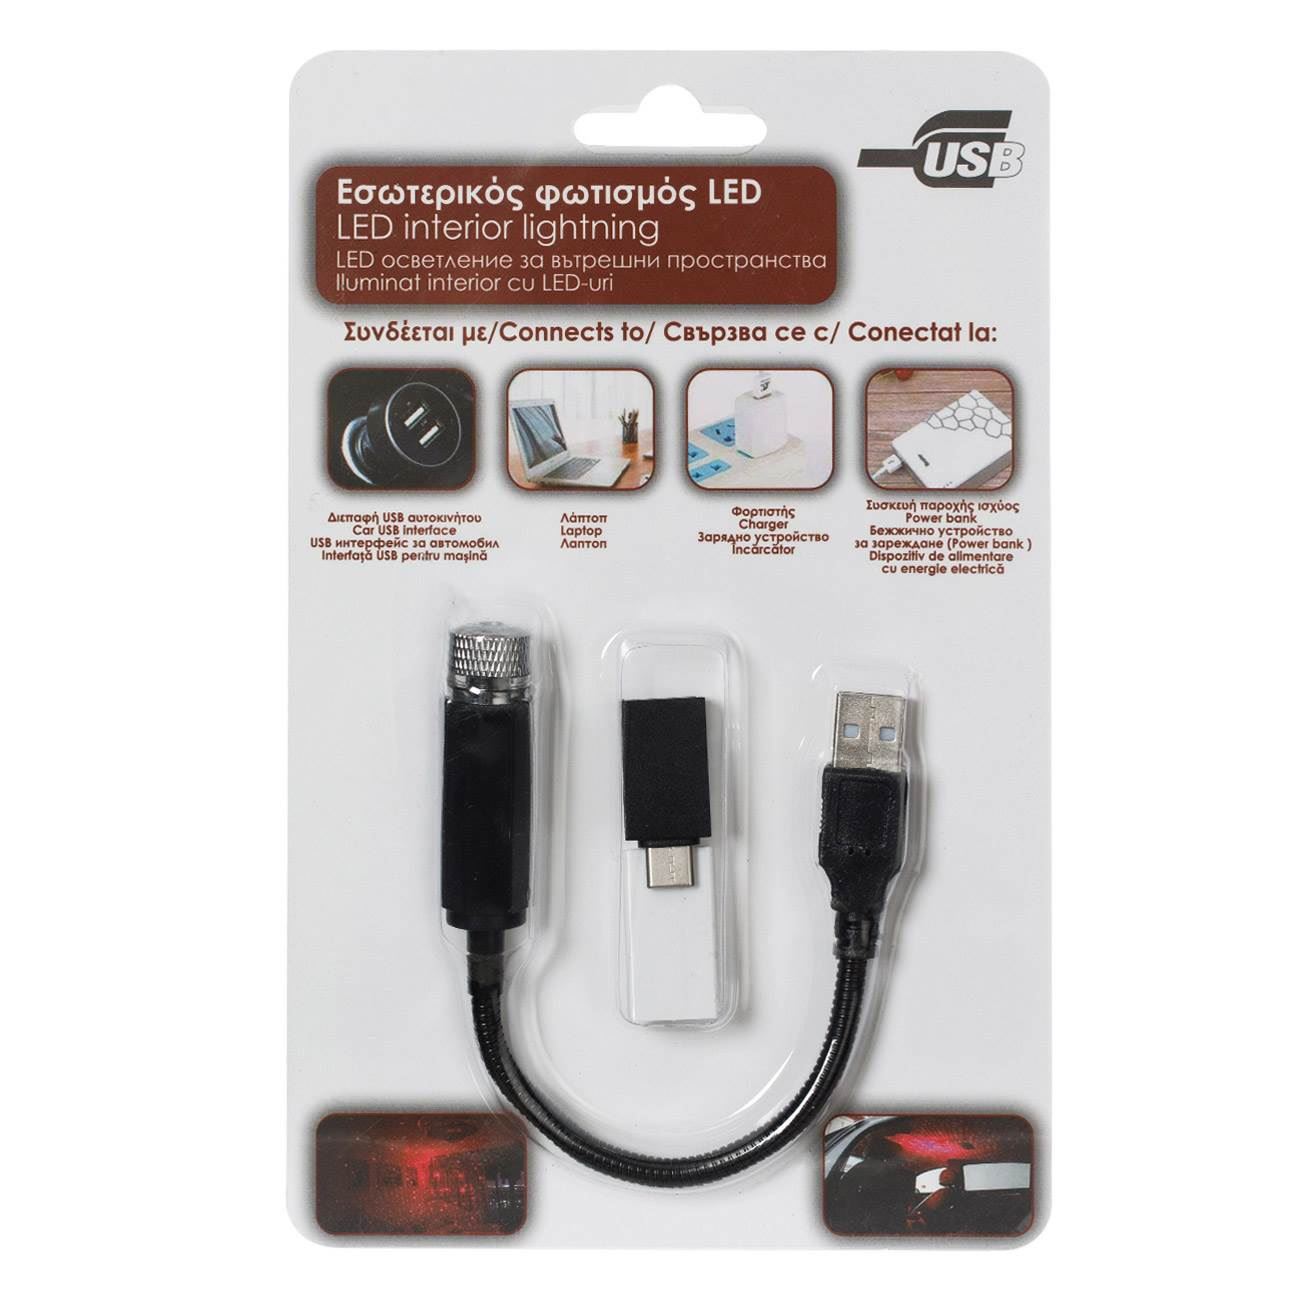 USB
Εσωτερικός φωτισμός LED
LED interior lightning
LED осветление за вътрешни пространства
Iluminat interior cu LED-uri
Συνδέεται με/Connects to/ Свързва се с/ Conectat la:
Διεπαφή USB αυτοκινήτου
Car USB interface
USB интерфейс за автомобил
Interfață USB pentru mașină
Λάπτοπ
Laptop
Лаптоп
Φορτιστής
Charger
Зарядно устройство
Încărcător
Συσκευή παροχής ισχύος
Power bank
Бежжично устройство
за зареждане (Power bank )
Dispozitiv de alimentare
cu energie electrică